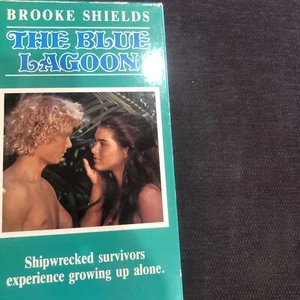 BROOKE SHIELDS
THE BLUE
LAGOON
Shipwrecked survivors
experience growing up alone.